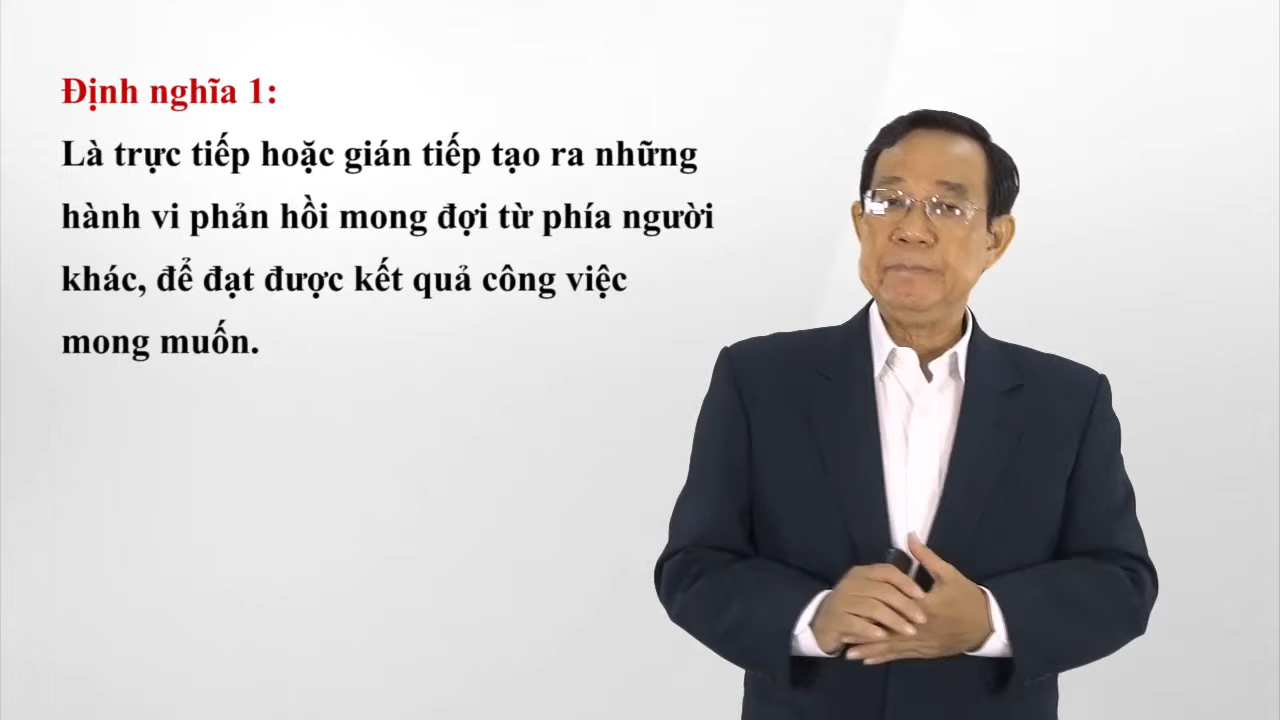 Định nghĩa 1:
Là trực tiếp hoặc gián tiếp tạo ra những
hành vi phản hồi mong đợi từ phía người
khác, để đạt được kết quả công việc
mong muốn.